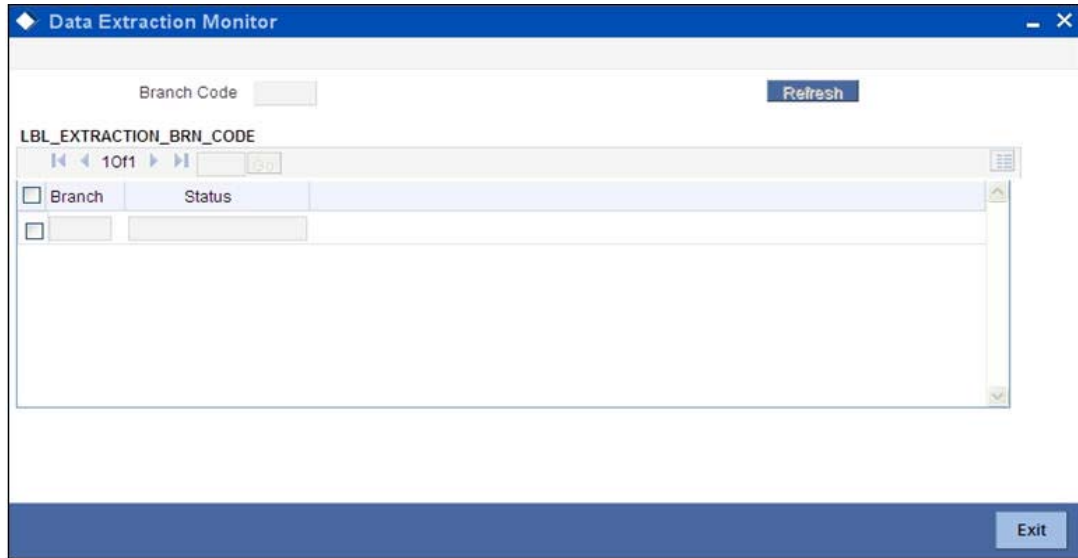 Data Extraction Monitor
Branch Code
Refresh
LBL_EXTRACTION_BRN_CODE
1Of1 Go
Branch Status
Exit